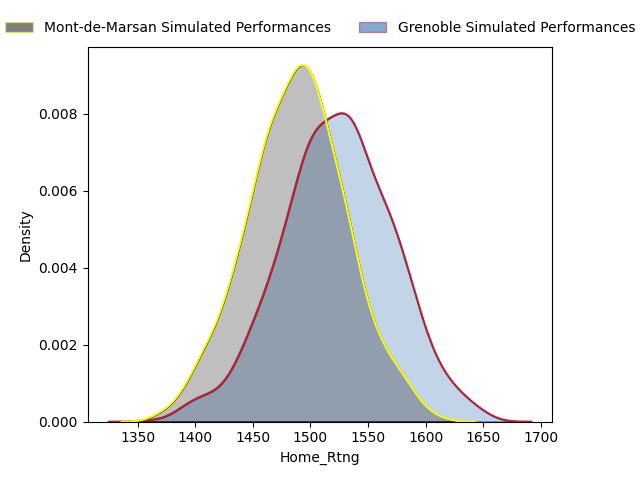 Mont-de-Marsan Simulated Performances Grenoble Simulated Performances
0.008
0.006
0.004
0.002
0.000
Density
1350 1400 1450 1500 1550 1600 1650 1700
Home_Rtng